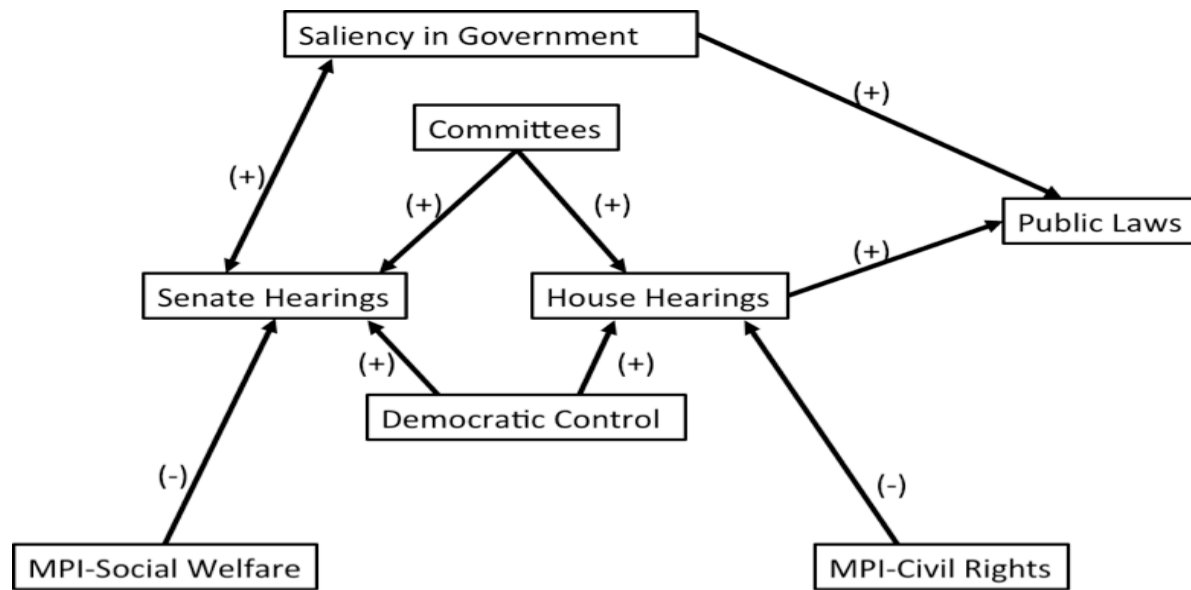 Saliency in Government
(+)
Committees
(+)
(+)
(+)
Public Laws
(+)
Senate Hearings
House Hearings
(+)
(+)
Democratic Control
(-)
(-)
MPI-Social Welfare
MPI-Civil Rights